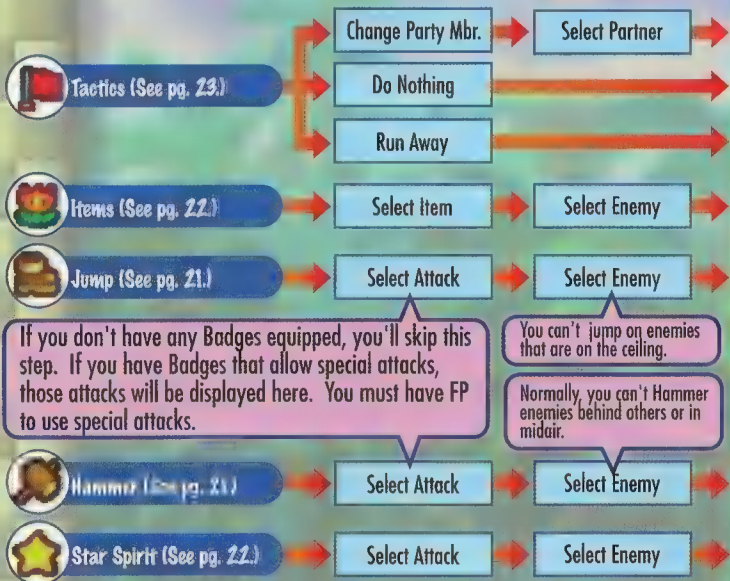 Change Party Mbr.
Select Partner
Tactics (See pg. 23.)
Do Nothing
Run Away
Items (See pg. 22.)
Select Item
Select Enemy
Jump (See pg. 21.)
Select Attack
Select Enemy
If you don't have any Badges equipped, you'll skip this
step. If you have Badges that allow special attacks,
those attacks will be displayed here. You must have FP
to use special attacks.
You can't jump on enemies
that are on the ceiling.
Normally, you can't Hammer
enemies behind others or in
midair.
Hammer (See pg. 21.)
Select Attack
Select Enemy
Star Spirit (See pg. 22.)
Select Attack
Select Enemy